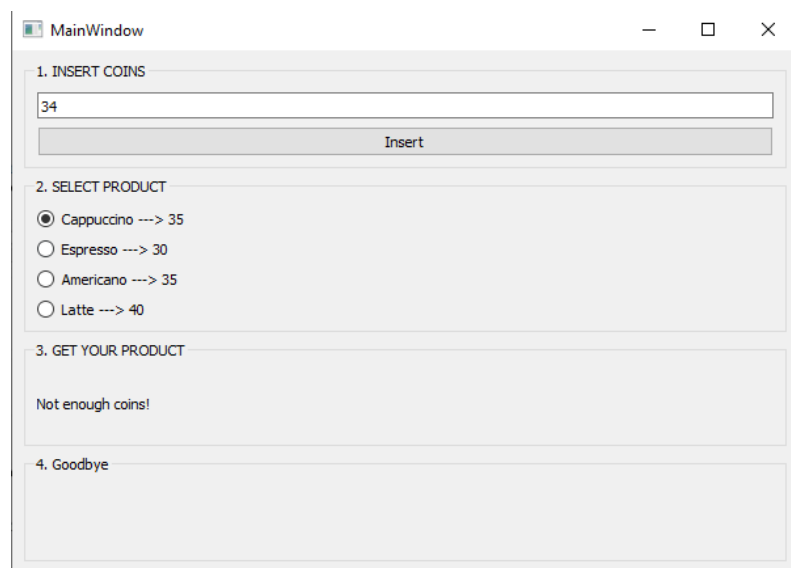 MainWindow
1. INSERT COINS
34
Insert
2. SELECT PRODUCT
Cappuccino ---> 35
Espresso ---> 30
Americano ---> 35
Latte ---> 40
3. GET YOUR PRODUCT
Not enough coins!
4. Goodbye